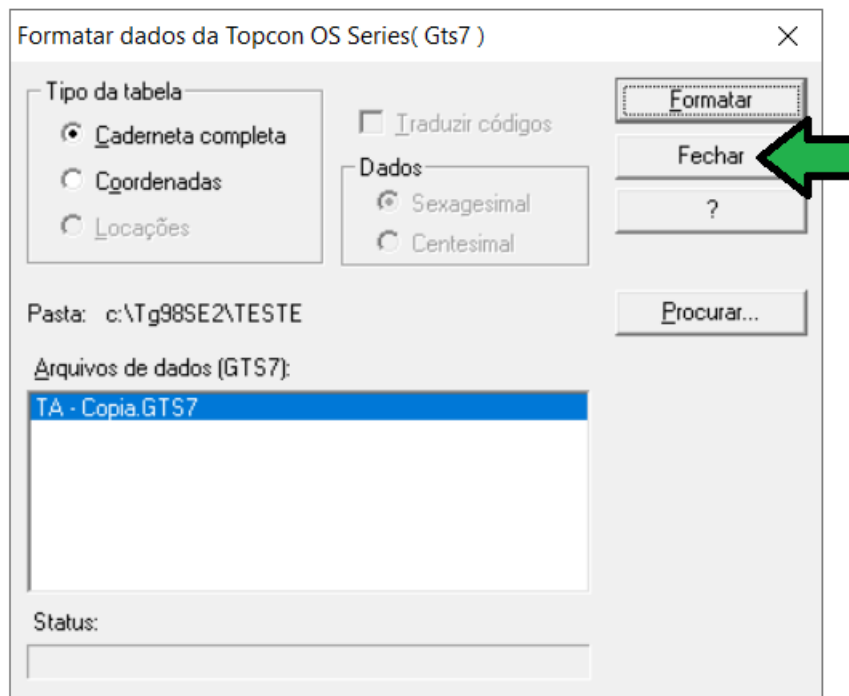 Formatar dados da Topcon OS Series( Gts7 )
Tipo da tabela
Caderneta completa
Coordenadas
Locações
Traduzir códigos
Dados
Sexagesimal
Centesimal
Formatar
Fechar
?
Pasta: c:\Tg98SE2\TESTE
Procurar...
Arquivos de dados (GTS7):
TA - Copia.GTS7
Status: